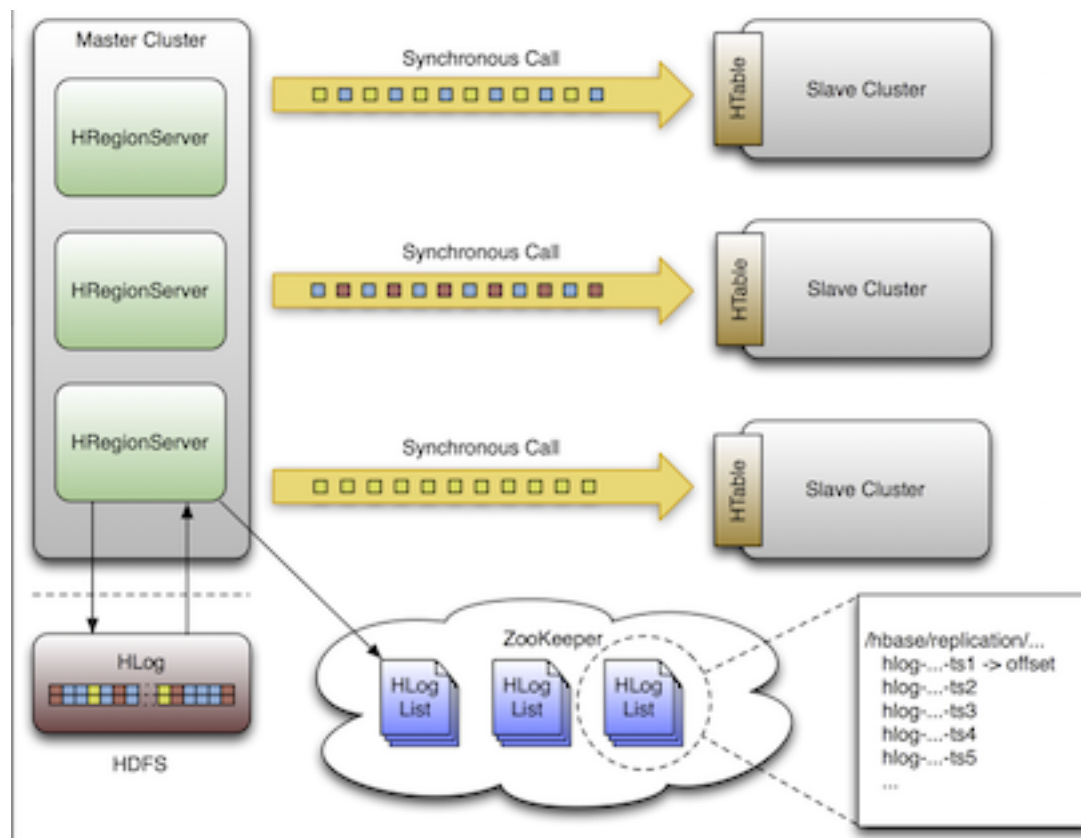 Master Cluster
HRegionServer
HRegionServer
HRegionServer
Synchronous Call
HTable
Slave Cluster
Synchronous Call
HTable
Slave Cluster
Synchronous Call
HTable
Slave Cluster
HLog
HDFS
ZooKeeper
HLog
List
HLog
List
HLog
List
/hbase/replication/...
hlog-...-ts1 -> offset
hlog-...-ts2
hlog-...-ts3
hlog-...-ts4
hlog-...-ts5
...